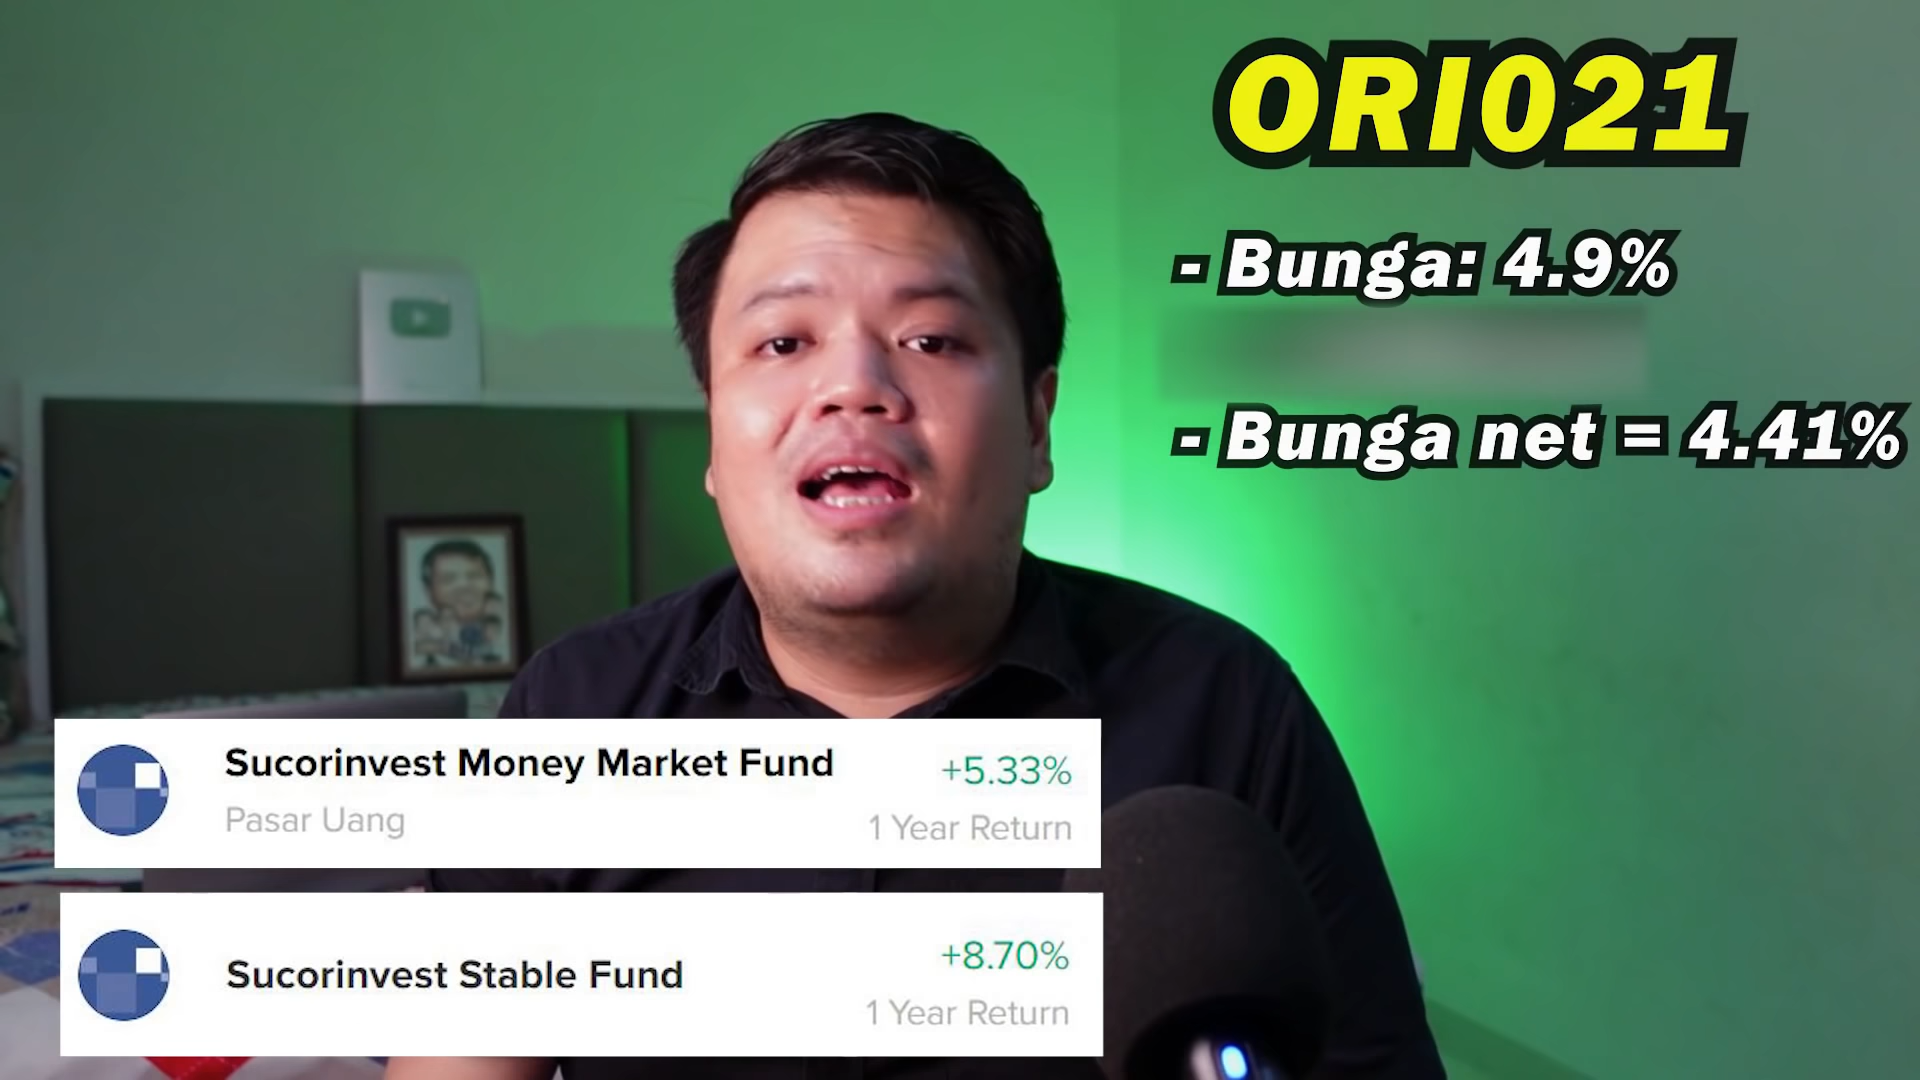 ORI021
- Bunga: 4.9%
- Bunga net = 4.41%
Sucorinvest Money Market Fund
+5.33%
Pasar Uang
1 Year Return
Sucorinvest Stable Fund
+8.70%
1 Year Return